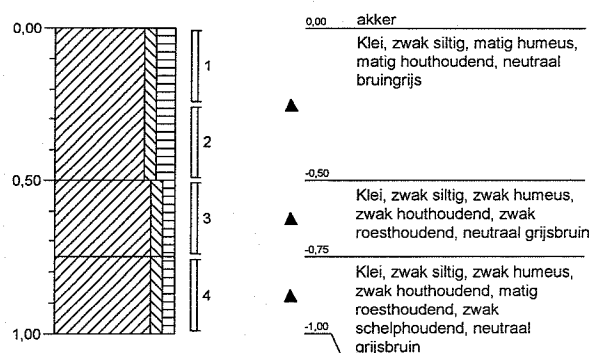 0,00
0,50
1,00
1
2
3
4
0,00 akker
Klei, zwak siltig, matig humeus,
matig houthoudend, neutraal
bruingrijs
-0,50
Klei, zwak siltig, zwak humeus,
zwak houthoudend, zwak
roesthoudend, neutraal grijsbruin
-0,75
Klei, zwak siltig, zwak humeus,
zwak houthoudend, matig
roesthoudend, zwak
schelphoudend, neutraal
-1,00
grijsbruin